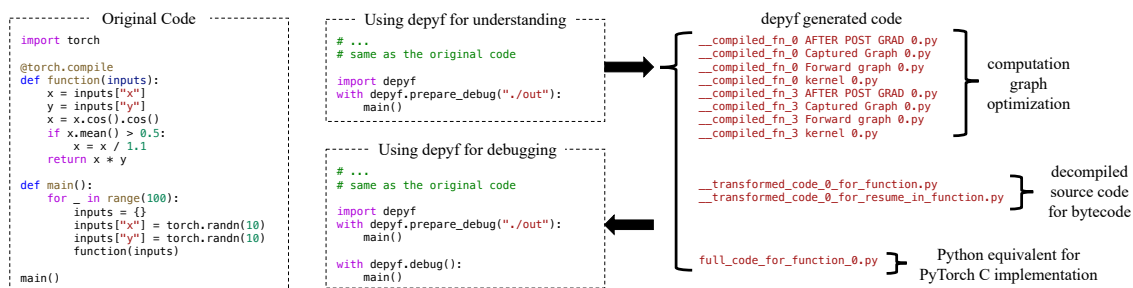 Original Code
import torch
@torch.compile
def function(inputs):
    x = inputs["x"]
    y = inputs["y"]
    x = x.cos().cos()
    if x.mean() > 0.5:
        x = x / 1.1
    return x * y
def main():
    for _ in range(100):
        inputs = {}
        inputs["x"] = torch.randn(10)
        inputs["y"] = torch.randn(10)
        function(inputs)
main()
Using depyf for understanding
# ...
# same as the original code
import depyf
with depyf.prepare_debug("./out"):
    main()
Using depyf for debugging
# ...
# same as the original code
import depyf
with depyf.prepare_debug("./out"):
    main()
with depyf.debug():
    main()
depyf generated code
__compiled_fn_0 AFTER POST GRAD 0.py
__compiled_fn_0 Captured Graph 0.py
__compiled_fn_0 Forward graph 0.py
__compiled_fn_0 kernel 0.py
__compiled_fn_3 AFTER POST GRAD 0.py
__compiled_fn_3 Captured Graph 0.py
__compiled_fn_3 Forward graph 0.py
__compiled_fn_3 kernel 0.py
computation
graph
optimization
__transformed_code_0_for_function.py
__transformed_code_0_for_resume_in_function.py
decompiled
source code
for bytecode
full_code_for_function_0.py
Python equivalent for
PyTorch C implementation